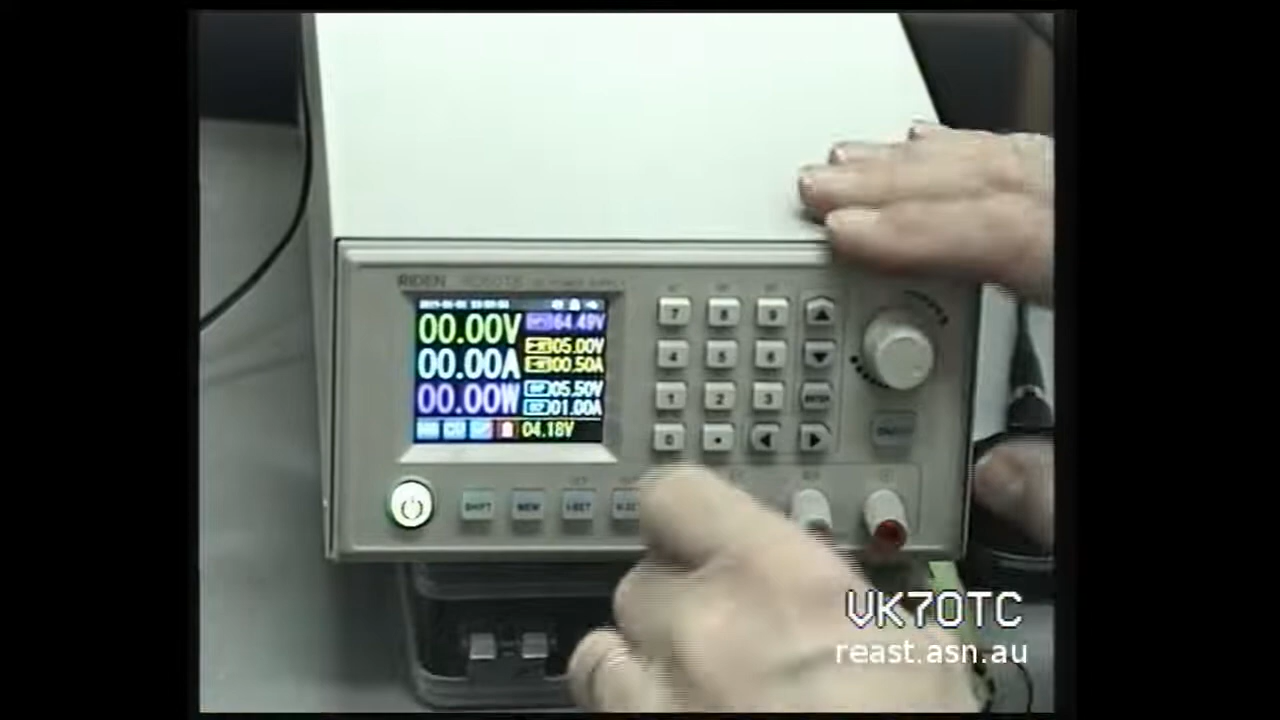 RIDEN
00.00V 64.49V
05.00V
00.00A 00.50A
00.00W 05.50V
01.00A
04.18V
7 8 9
4 5 6
1 2 3
0 .
SHIFT MEM I-SET
VK7OTC
reast.asn.au